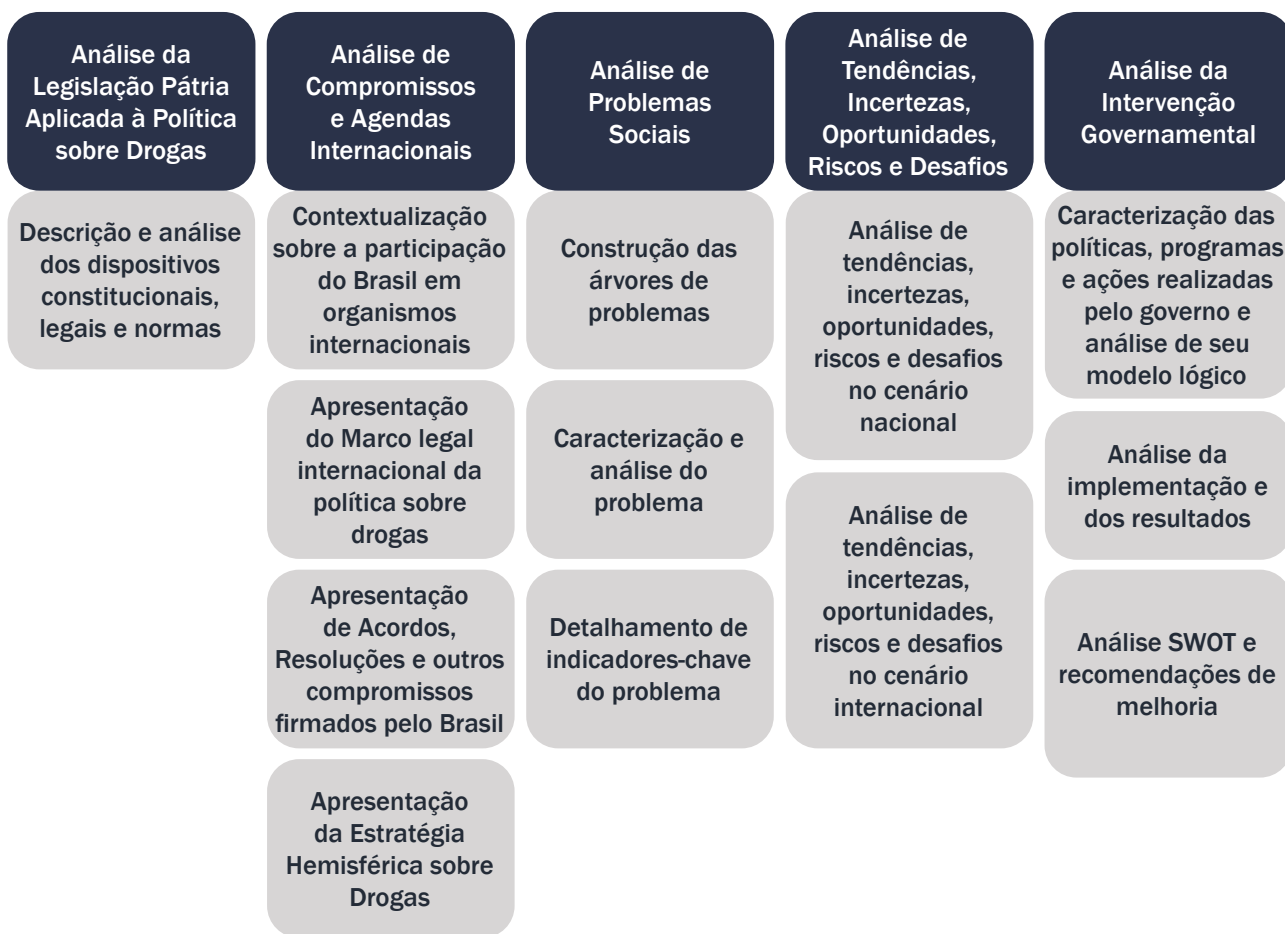 Análise da
Legislação Pátria
Aplicada à Política
sobre Drogas
Descrição e análise
dos dispositivos
constitucionais,
legais e normas
Análise de
Compromissos
e Agendas
Internacionais
Contextualização
sobre a participação
do Brasil em
organismos
internacionais
Apresentação
do Marco legal
internacional da
política sobre
drogas
Apresentação
de Acordos,
Resoluções e outros
compromissos
firmados pelo Brasil
Apresentação
da Estratégia
Hemisférica sobre
Drogas
Análise de
Problemas
Sociais
Construção das
árvores de
problemas
Caracterização e
análise do
problema
Detalhamento de
indicadores-chave
do problema
Análise de
Tendências,
Incertezas,
Oportunidades,
Riscos e Desafios
Análise de
tendências,
incertezas,
oportunidades,
riscos e desafios
no cenário
nacional
Análise de
tendências,
incertezas,
oportunidades,
riscos e desafios
no cenário
internacional
Análise da
Intervenção
Governamental
Caracterização das
políticas, programas
e ações realizadas
pelo governo e
análise de seu
modelo lógico
Análise da
implementação e
dos resultados
Análise SWOT e
recomendações de
melhoria